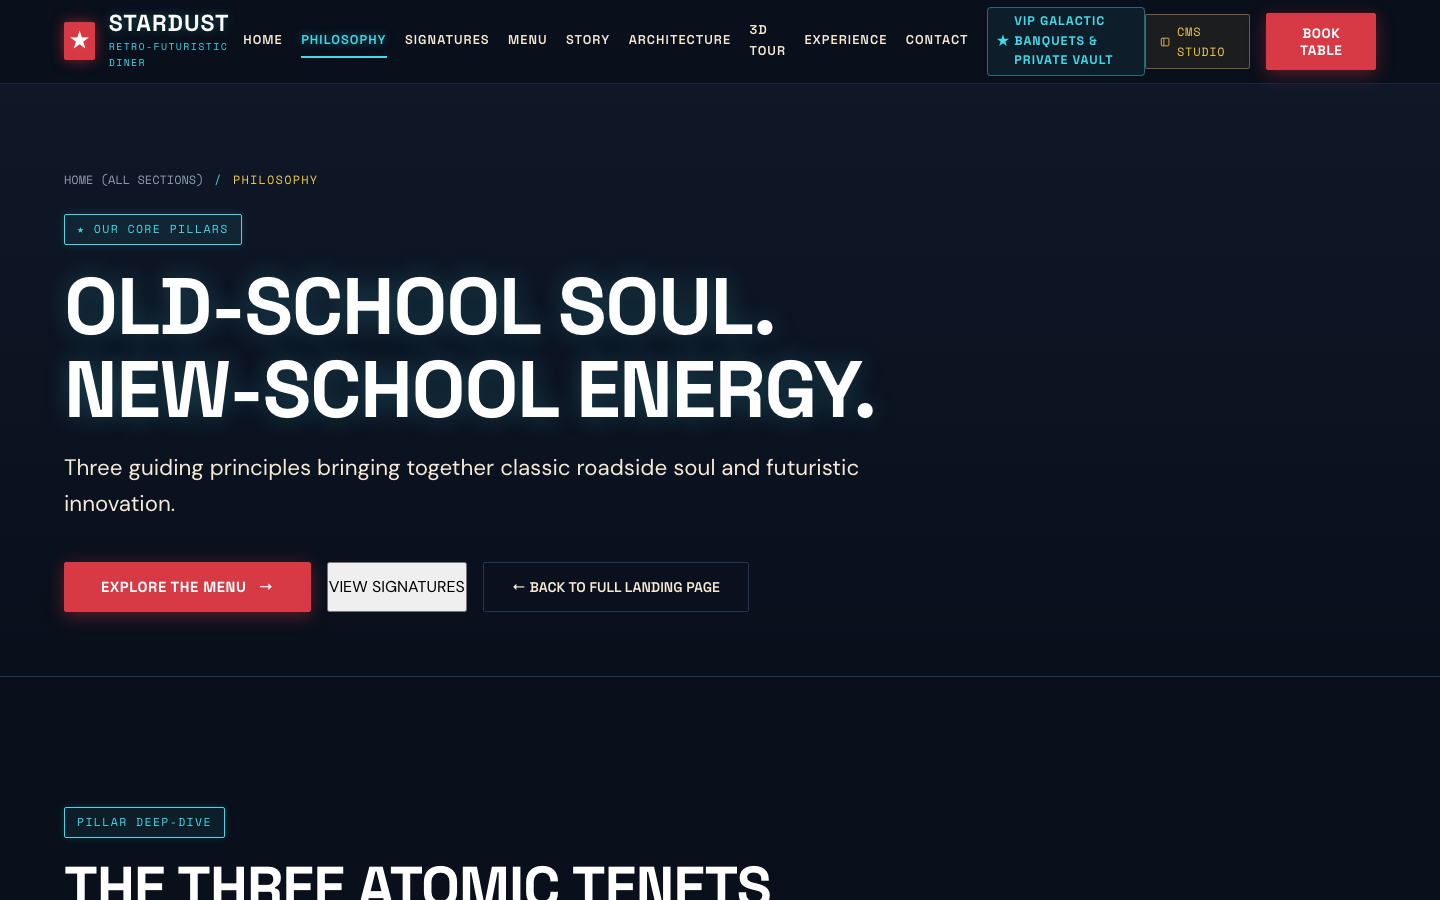 STARDUST
RETRO-FUTURISTIC
DINER
HOME
PHILOSOPHY
SIGNATURES
MENU
STORY
ARCHITECTURE
3D
TOUR
EXPERIENCE
CONTACT
★ VIP GALACTIC
BANQUETS &
PRIVATE VAULT
CMS
STUDIO
BOOK
TABLE
HOME (ALL SECTIONS) / PHILOSOPHY
★ OUR CORE PILLARS
OLD-SCHOOL SOUL.
NEW-SCHOOL ENERGY.
Three guiding principles bringing together classic roadside soul and futuristic
innovation.
EXPLORE THE MENU →
VIEW SIGNATURES
← BACK TO FULL LANDING PAGE
PILLAR DEEP-DIVE
THE THREE ATOMIC TENETS